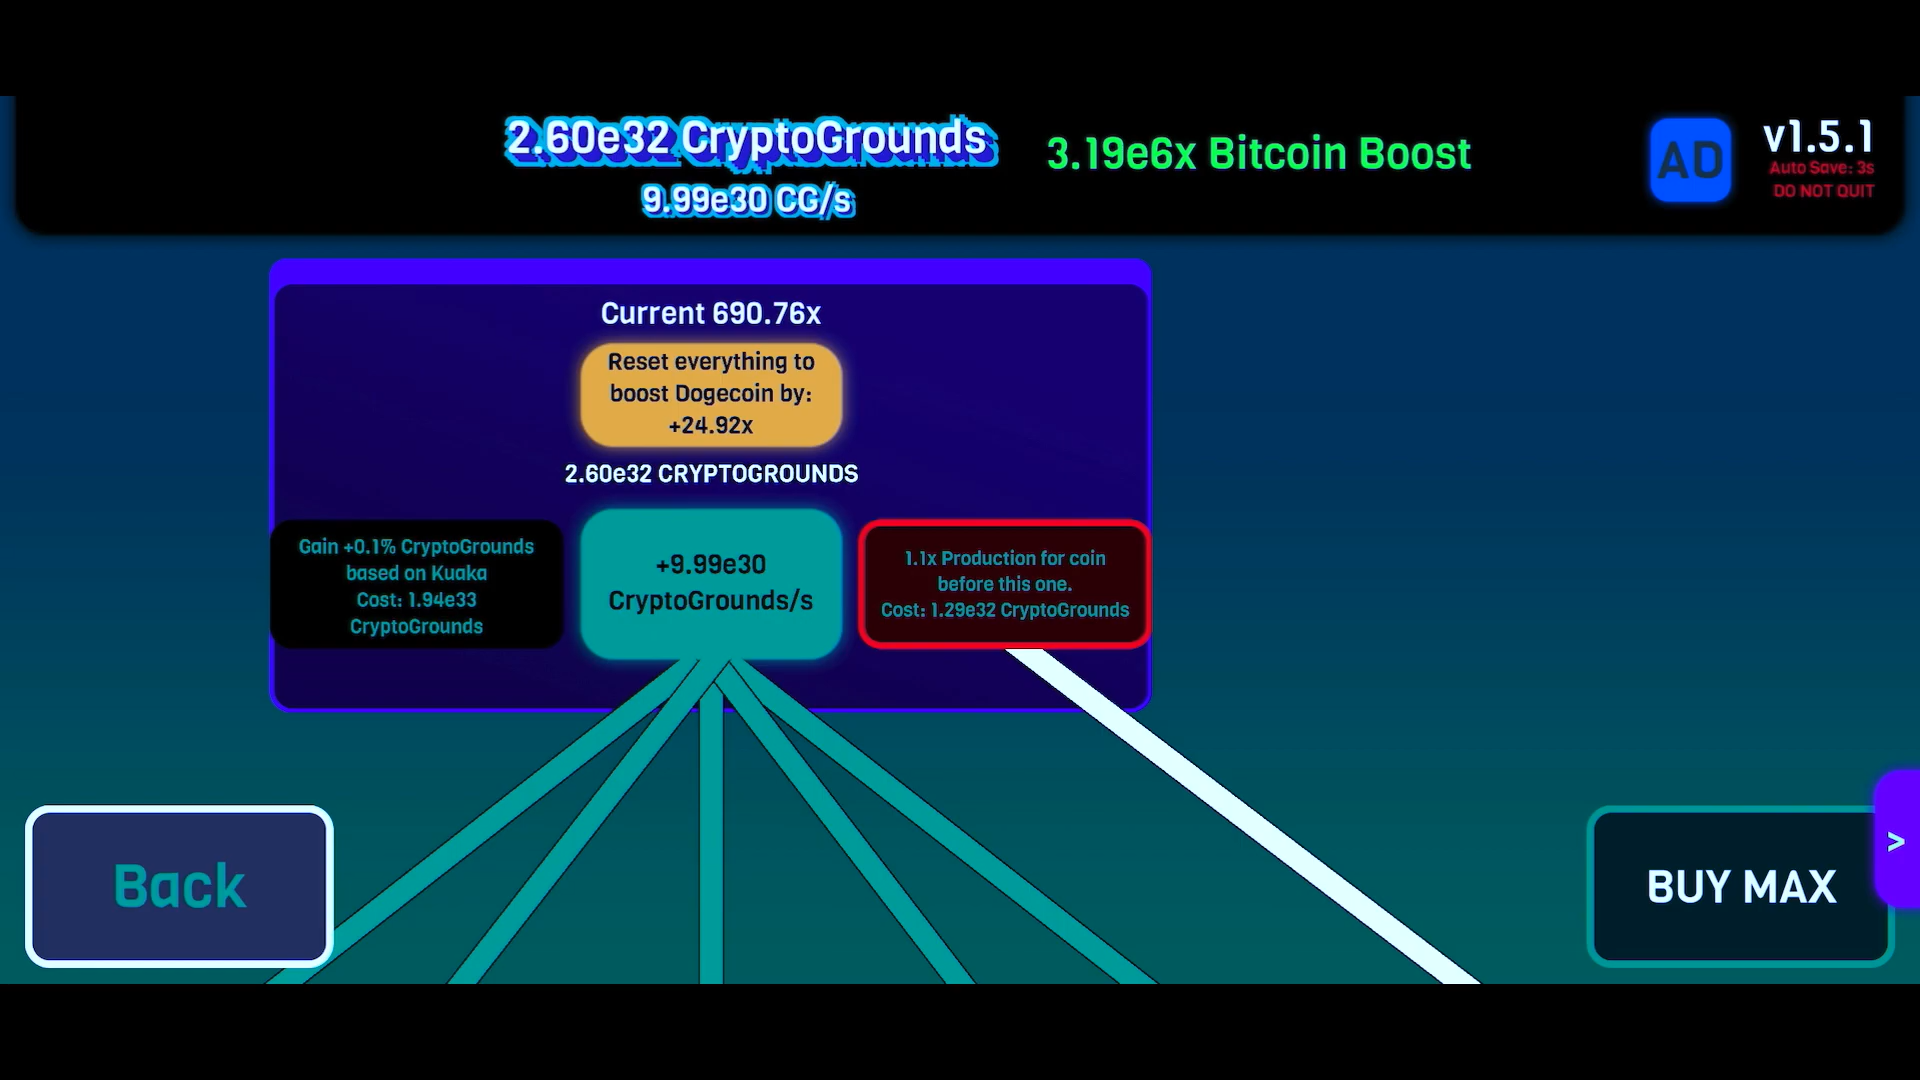 2.60e32 CryptoGrounds
9.99e30 CG/s
3.19e6x Bitcoin Boost
AD
v1.5.1
Auto Save: 3s
DO NOT QUIT
Current 690.76x
Reset everything to
boost Dogecoin by:
+24.92x
2.60e32 CRYPTOGROUNDS
Gain +0.1% CryptoGrounds
based on Kuaka
Cost: 1.94e33
CryptoGrounds
+9.99e30
CryptoGrounds/s
1.1x Production for coin
before this one.
Cost: 1.29e32 CryptoGrounds
Back
BUY MAX
>